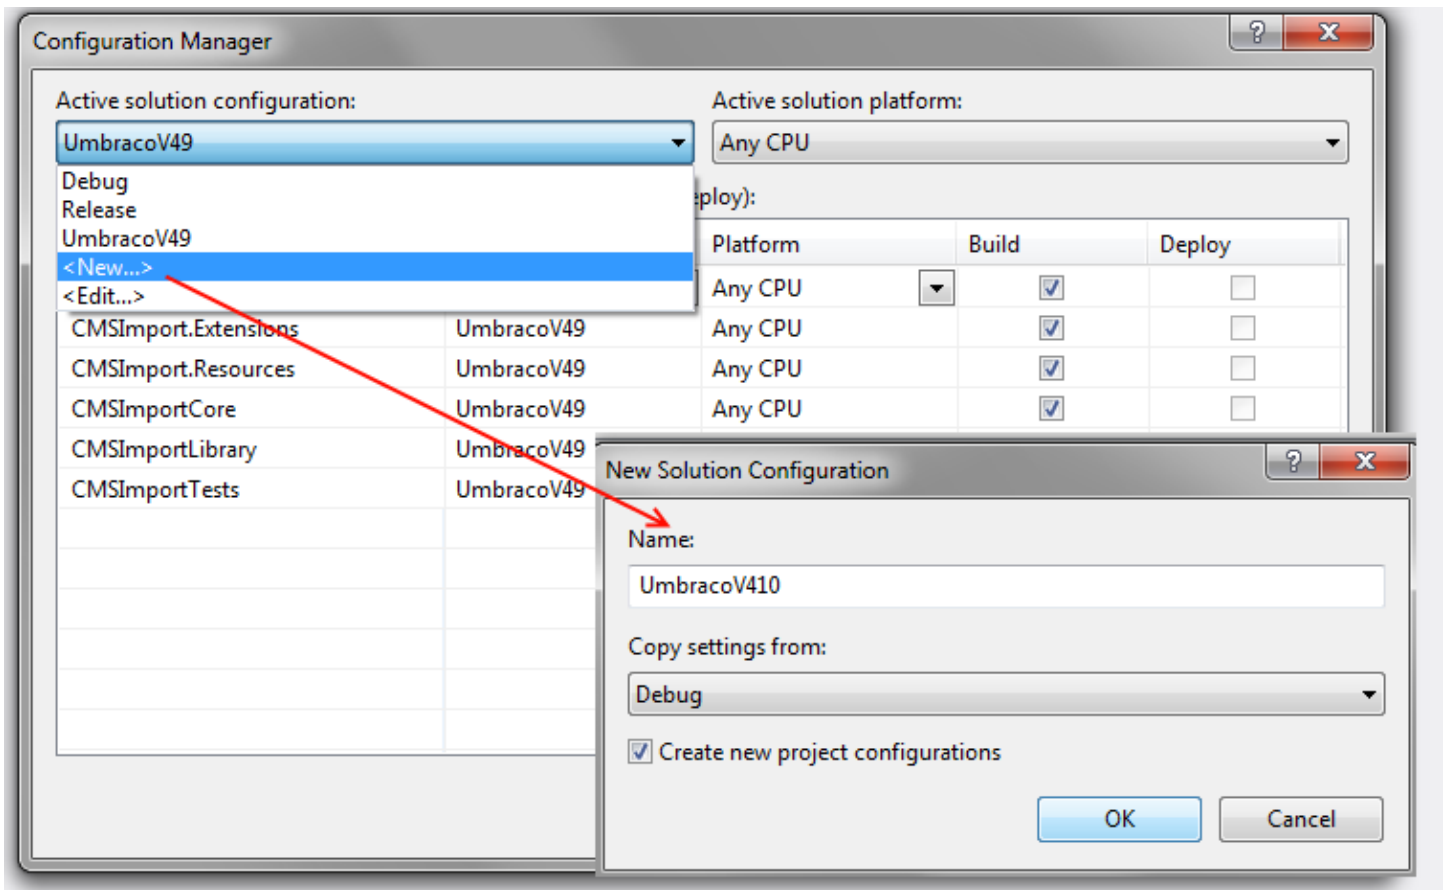 Configuration Manager
Active solution configuration:
Active solution platform:
UmbracoV49
Any CPU
Debug
Release
UmbracoV49
<New...>
<Edit...>
ploy):
Platform Build Deploy
Any CPU
CMSImport.Extensions UmbracoV49 Any CPU
CMSImport.Resources UmbracoV49 Any CPU
CMSImportCore UmbracoV49 Any CPU
CMSImportLibrary UmbracoV49
CMSImportTests UmbracoV49
New Solution Configuration
Name:
UmbracoV410
Copy settings from:
Debug
Create new project configurations
OK Cancel